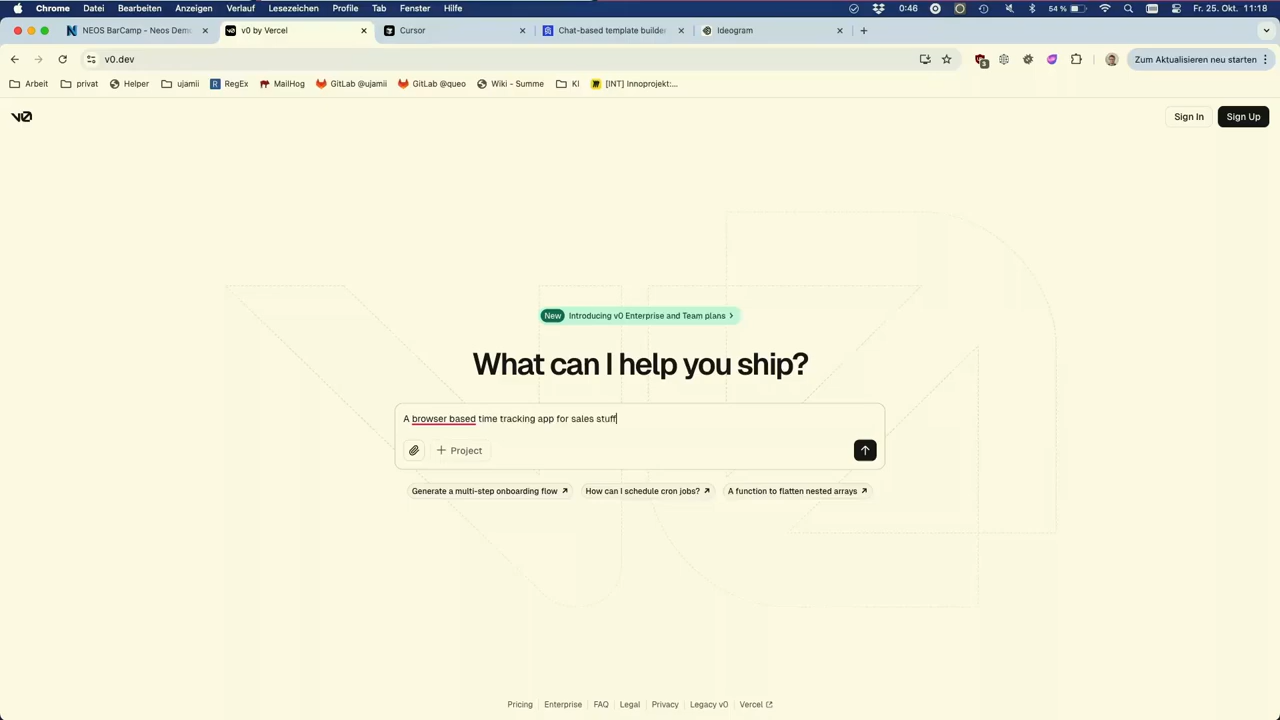 Chrome Datei Bearbeiten Anzeigen Verlauf Lesezeichen Profile Tab Fenster Hilfe 0:46 54 % Fr. 25. Okt. 11:18
NEOS BarCamp - Neos Dem v0 by Vercel Cursor Chat-based template builder Ideogram
v0.dev Zum Aktualisieren neu starten
Arbeit privat Helper ujamii RegEx MailHog GitLab @ujamii GitLab @queo Wiki - Summe KI [INT] Innoprojekt:...
v0 Sign In Sign Up
New Introducing v0 Enterprise and Team plans
What can I help you ship?
A browser based time tracking app for sales stuff
Project
Generate a multi-step onboarding flow How can I schedule cron jobs? A function to flatten nested arrays
Pricing Enterprise FAQ Legal Privacy Legacy v0 Vercel